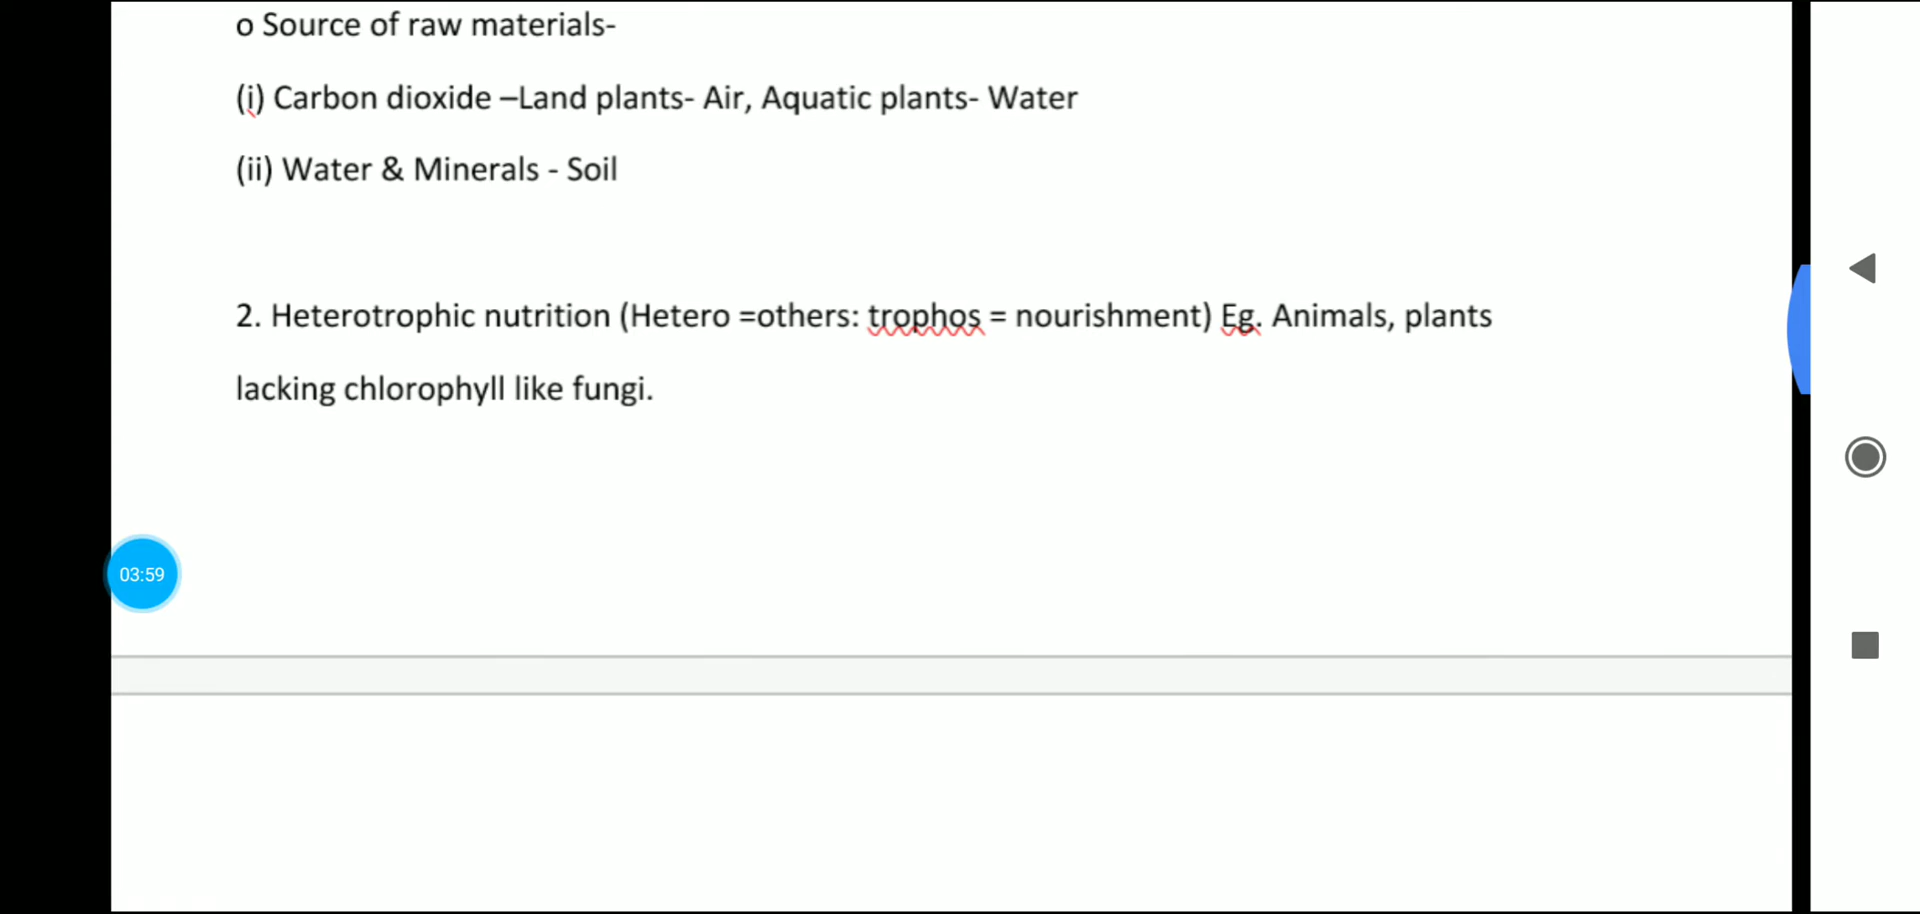 o Source of raw materials-
(i) Carbon dioxide –Land plants- Air, Aquatic plants- Water
(ii) Water & Minerals - Soil
2. Heterotrophic nutrition (Hetero =others: trophos = nourishment) Eg. Animals, plants
lacking chlorophyll like fungi.
03:59